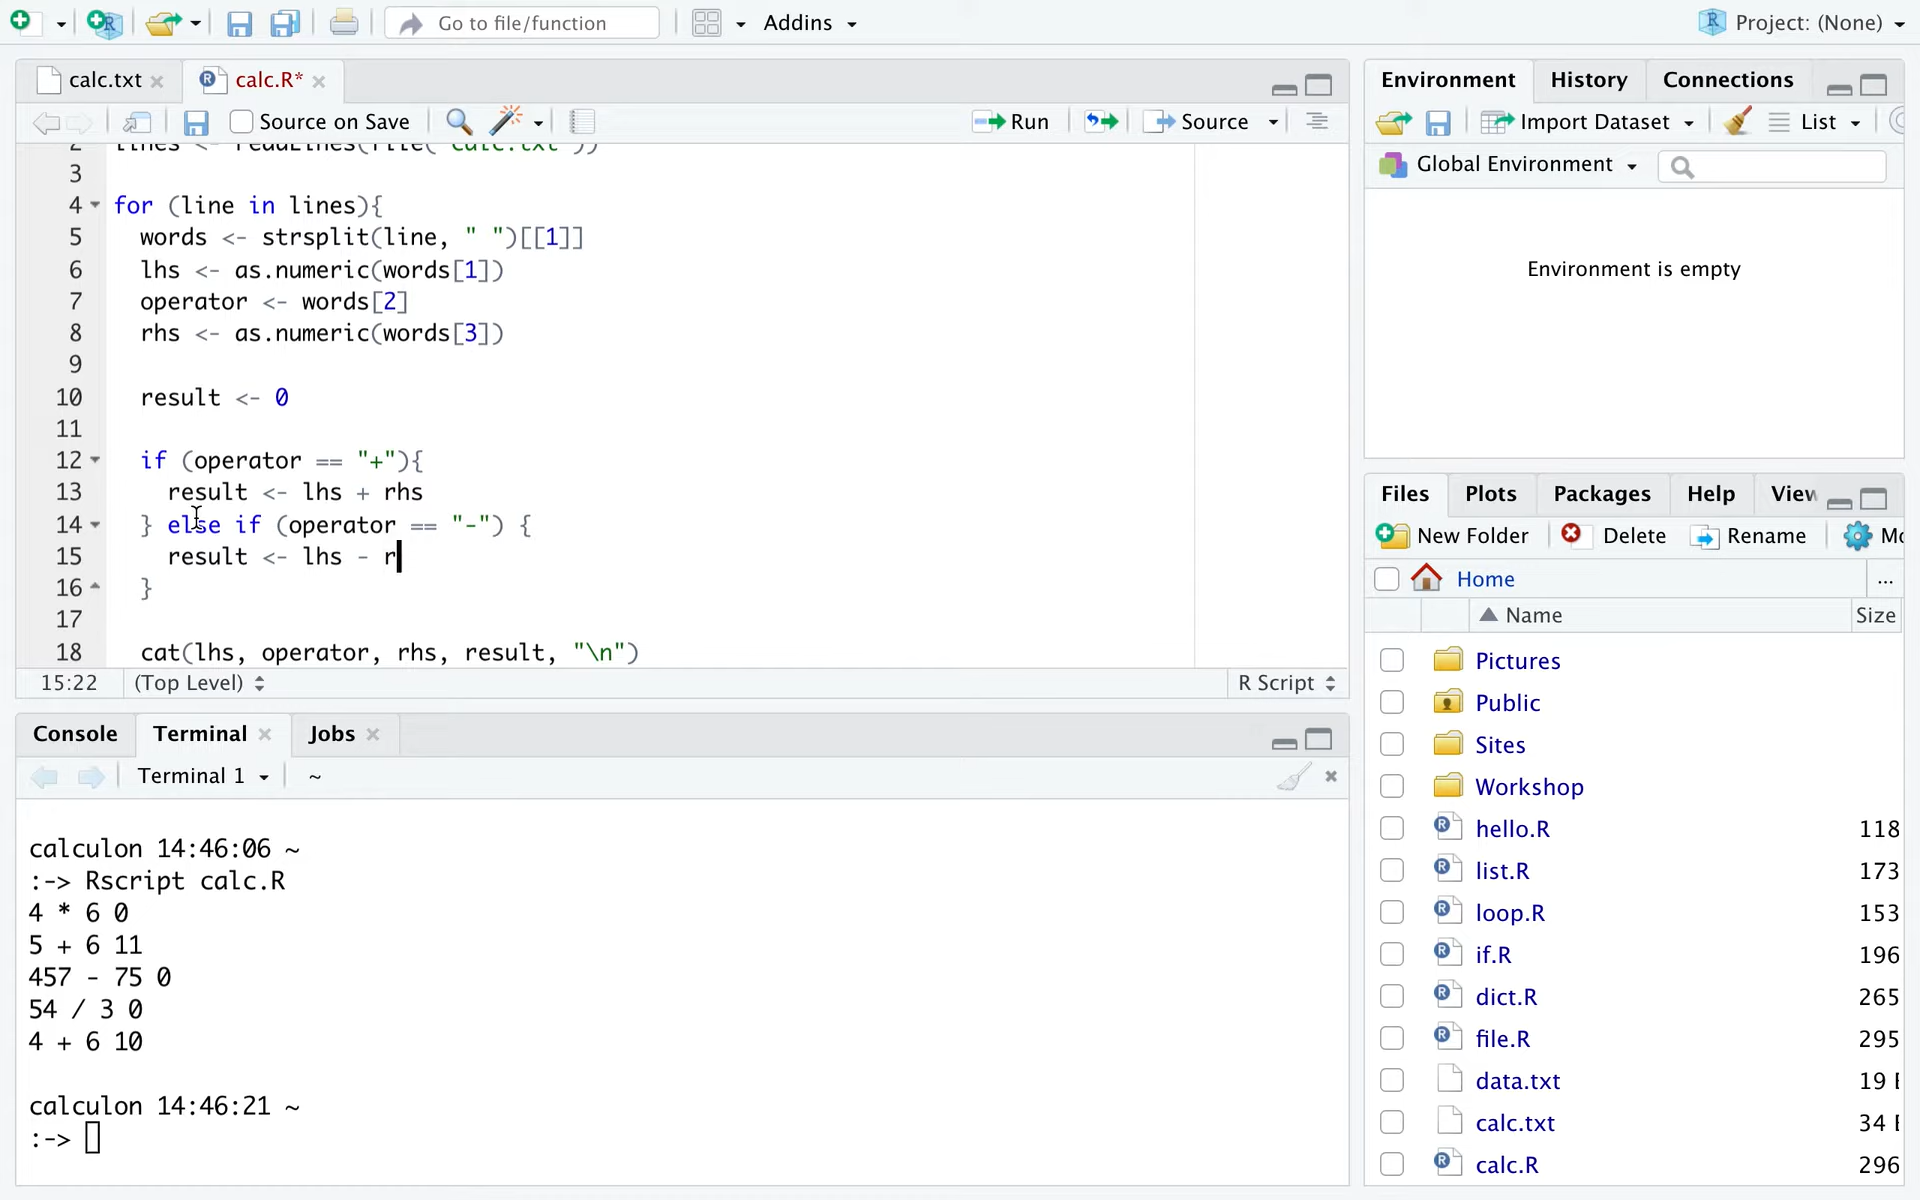 Go to file/function
Addins
Project: (None)
calc.txt
calc.R*
Source on Save
Run
Source
2 lines <- readLines(file("calc.txt"))
3
4 for (line in lines){
5 words <- strsplit(line, " ")[[1]]
6 lhs <- as.numeric(words[1])
7 operator <- words[2]
8 rhs <- as.numeric(words[3])
9
10 result <- 0
11
12 if (operator == "+"){
13 result <- lhs + rhs
14 } else if (operator == "-") {
15 result <- lhs - r
16 }
17
18 cat(lhs, operator, rhs, result, "\n")
15:22 (Top Level) R Script
Console Terminal Jobs
Terminal 1 ~
calculon 14:46:06 ~
:-> Rscript calc.R
4 * 6 0
5 + 6 11
457 - 75 0
54 / 3 0
4 + 6 10
calculon 14:46:21 ~
:->
Environment History Connections
Import Dataset List
Global Environment
Environment is empty
Files Plots Packages Help View
New Folder Delete Rename Mo
Home ...
Name Size
Pictures
Public
Sites
Workshop
hello.R 118
list.R 173
loop.R 153
if.R 196
dict.R 265
file.R 295
data.txt 19
calc.txt 34
calc.R 296